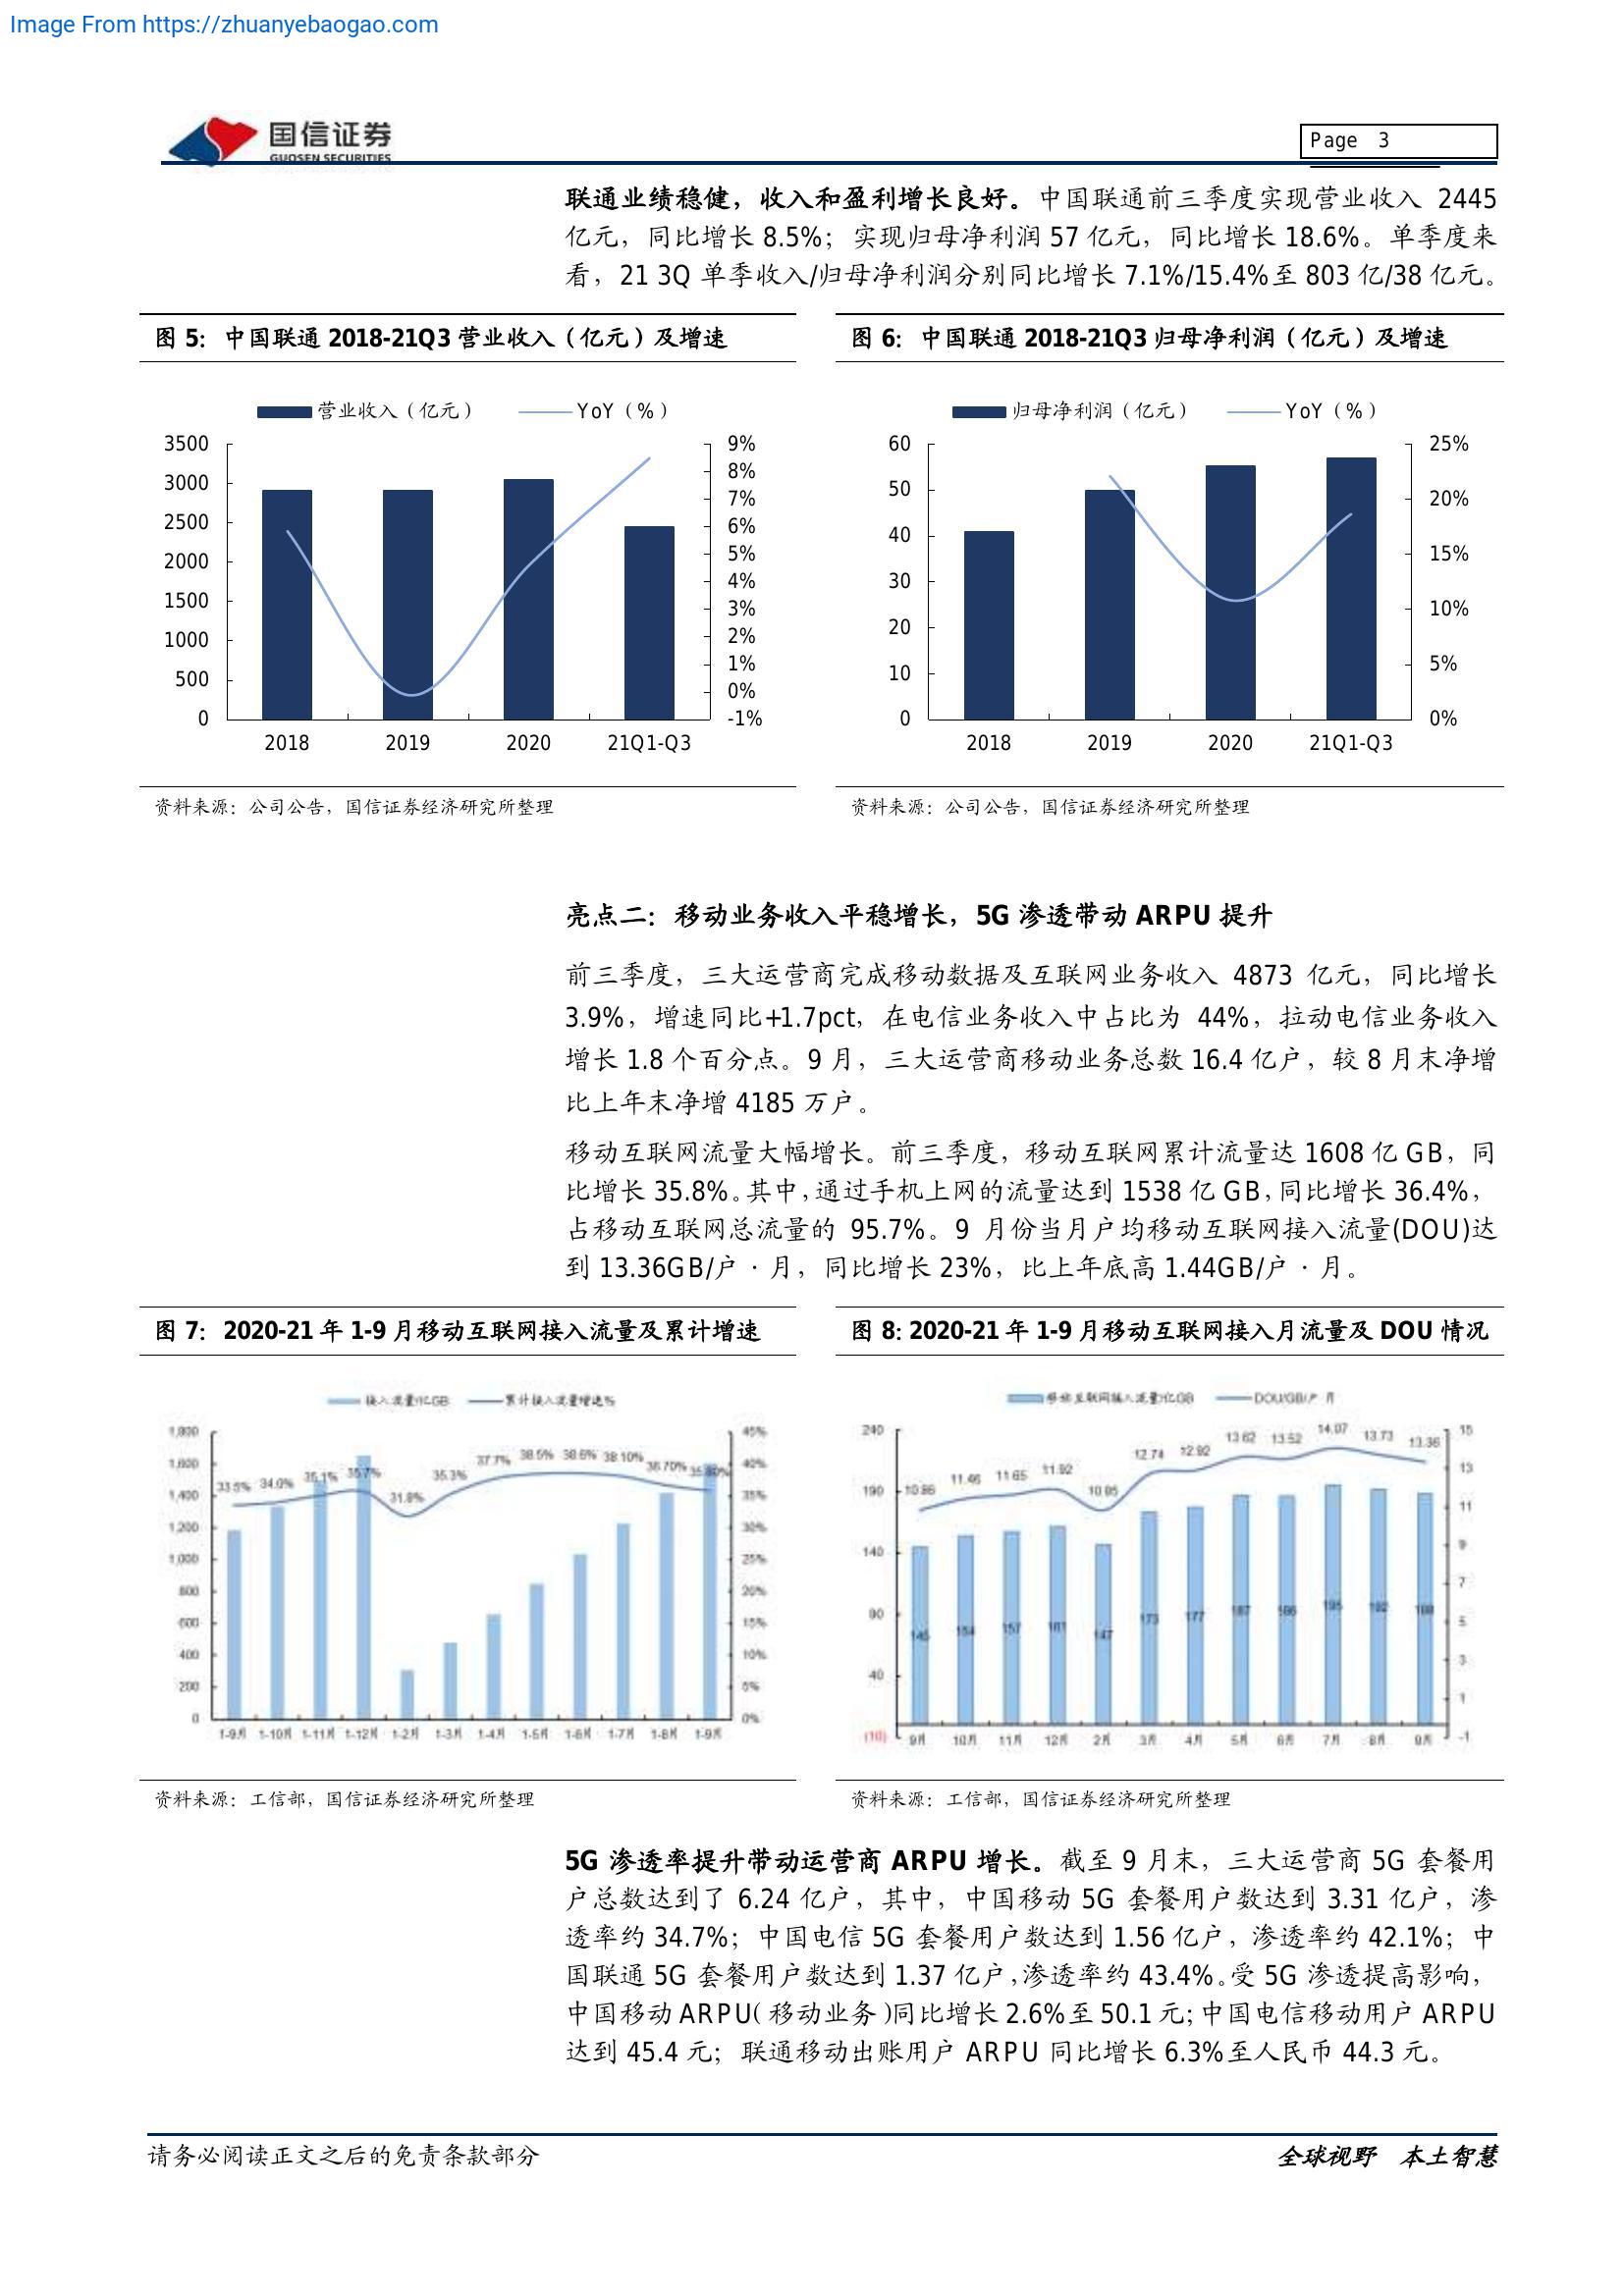 Image From https://zhuanyebaogao.com
国信证券
GUOSEN SECURITIES
Page 3
联通业绩稳健，收入和盈利增长良好。中国联通前三季度实现营业收入 2445
亿元，同比增长 8.5%；实现归母净利润 57 亿元，同比增长 18.6%。单季度来
看，21 3Q 单季收入/归母净利润分别同比增长 7.1%/15.4%至 803 亿/38 亿元。
图 5：中国联通 2018-21Q3 营业收入（亿元）及增速
营业收入（亿元） YoY（%）
3500
3000
2500
2000
1500
1000
500
0
9%
8%
7%
6%
5%
4%
3%
2%
1%
0%
-1%
2018 2019 2020 21Q1-Q3
资料来源：公司公告，国信证券经济研究所整理
图 6：中国联通 2018-21Q3 归母净利润（亿元）及增速
归母净利润（亿元） YoY（%）
60
50
40
30
20
10
0
25%
20%
15%
10%
5%
0%
2018 2019 2020 21Q1-Q3
资料来源：公司公告，国信证券经济研究所整理
亮点二：移动业务收入平稳增长，5G 渗透带动 ARPU 提升
前三季度，三大运营商完成移动数据及互联网业务收入 4873 亿元，同比增长
3.9%，增速同比+1.7pct，在电信业务收入中占比为 44%，拉动电信业务收入
增长 1.8 个百分点。9 月，三大运营商移动业务总数 16.4 亿户，较 8 月末净增
比上年末净增 4185 万户。
移动互联网流量大幅增长。前三季度，移动互联网累计流量达 1608 亿 GB，同
比增长 35.8%。其中，通过手机上网的流量达到 1538 亿 GB，同比增长 36.4%，
占移动互联网总流量的 95.7%。9 月份当月户均移动互联网接入流量(DOU)达
到 13.36GB/户·月，同比增长 23%，比上年底高 1.44GB/户·月。
图 7：2020-21 年 1-9 月移动互联网接入流量及累计增速
接入流量亿GB 累计接入流量增速%
1,800
1,600
1,400
1,200
1,000
800
600
400
200
0
45%
40%
35%
30%
25%
20%
15%
10%
5%
0%
33.5% 34.0% 35.1% 35.7% 31.8% 35.3% 37.7% 38.5% 38.6% 38.10% 36.70% 35.80%
1-9月 1-10月 1-11月 1-12月 1-2月 1-3月 1-4月 1-5月 1-6月 1-7月 1-8月 1-9月
资料来源：工信部，国信证券经济研究所整理
图 8: 2020-21 年 1-9 月移动互联网接入月流量及 DOU 情况
移动互联网接入流量亿GB DOU/GB/户 月
240
190
140
90
40
(10)
15
13
11
9
7
5
3
1
-1
10.86 11.46 11.65 11.92 10.85 12.74 12.92 13.62 13.52 14.07 13.73 13.36
145 154 157 161 147 173 177 187 186 195 192 188
9月 10月 11月 12月 2月 3月 4月 5月 6月 7月 8月 9月
资料来源：工信部，国信证券经济研究所整理
5G 渗透率提升带动运营商 ARPU 增长。截至 9 月末，三大运营商 5G 套餐用
户总数达到了 6.24 亿户，其中，中国移动 5G 套餐用户数达到 3.31 亿户，渗
透率约 34.7%；中国电信 5G 套餐用户数达到 1.56 亿户，渗透率约 42.1%；中
国联通 5G 套餐用户数达到 1.37 亿户，渗透率约 43.4%。受 5G 渗透提高影响，
中国移动 ARPU（移动业务）同比增长 2.6%至 50.1 元；中国电信移动用户 ARPU
达到 45.4 元；联通移动出账用户 ARPU 同比增长 6.3%至人民币 44.3 元。
请务必阅读正文之后的免责条款部分
全球视野 本土智慧